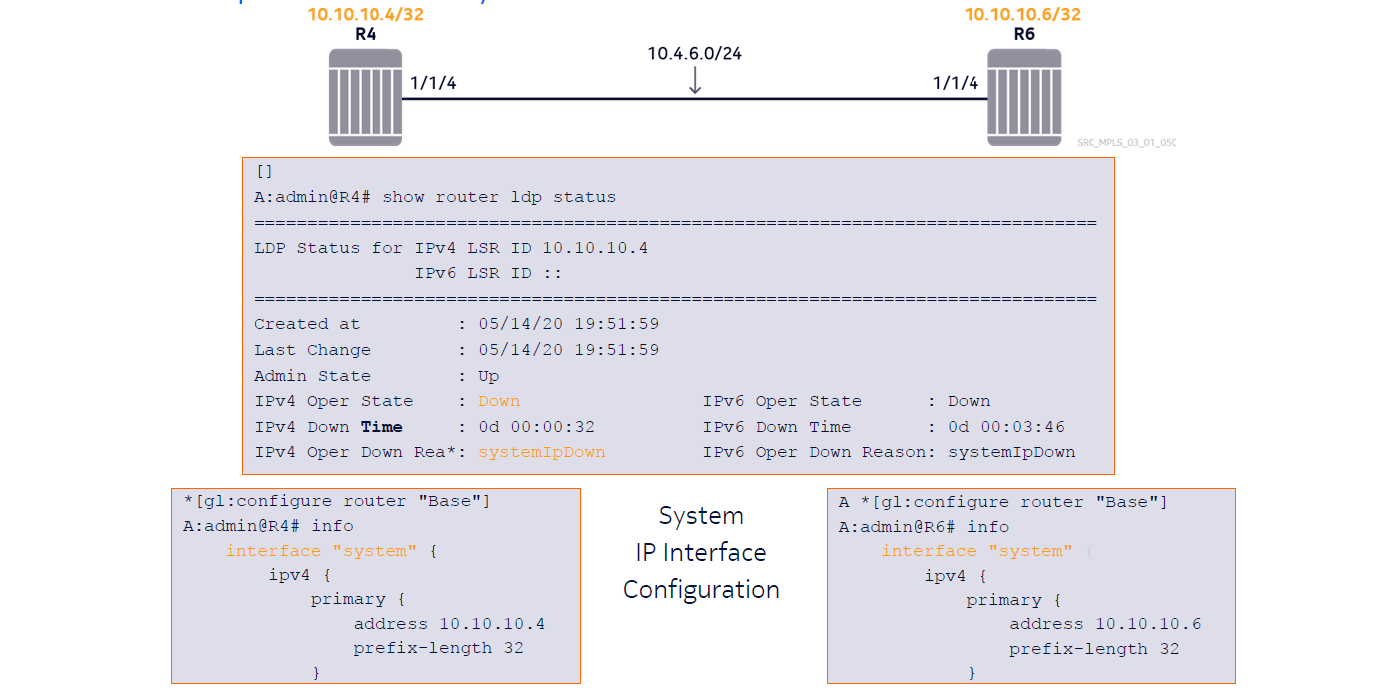 10.10.10.4/32
R4
10.10.10.6/32
R6
10.4.6.0/24
1/1/4
1/1/4
SRC_MPLS_03_01_05C
[]
A:admin@R4# show router ldp status
===============================================================================
LDP Status for IPv4 LSR ID 10.10.10.4
IPv6 LSR ID ::
===============================================================================
Created at : 05/14/20 19:51:59
Last Change : 05/14/20 19:51:59
Admin State : Up
IPv4 Oper State : Down IPv6 Oper State : Down
IPv4 Down Time : 0d 00:00:32 IPv6 Down Time : 0d 00:03:46
IPv4 Oper Down Rea*: systemIpDown IPv6 Oper Down Reason: systemIpDown
*[gl:configure router "Base"]
A:admin@R4# info
interface "system" {
ipv4 {
primary {
address 10.10.10.4
prefix-length 32
}
System
IP Interface
Configuration
A *[gl:configure router "Base"]
A:admin@R6# info
interface "system" {
ipv4 {
primary {
address 10.10.10.6
prefix-length 32
}